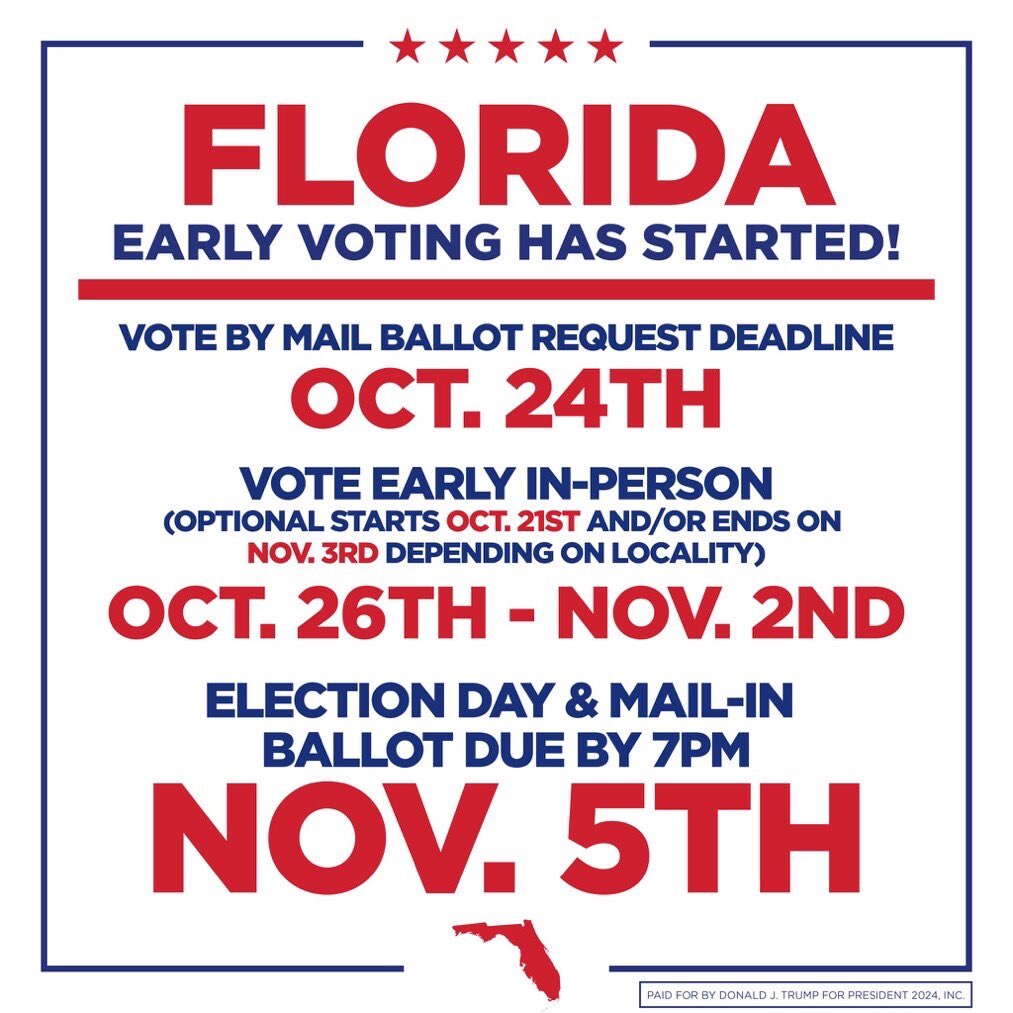 FLORIDA
EARLY VOTING HAS STARTED!
VOTE BY MAIL BALLOT REQUEST DEADLINE
OCT. 24TH
VOTE EARLY IN-PERSON
(OPTIONAL STARTS OCT. 21ST AND/OR ENDS ON
NOV. 3RD DEPENDING ON LOCALITY)
OCT. 26TH - NOV. 2ND
ELECTION DAY & MAIL-IN
BALLOT DUE BY 7PM
NOV. 5TH
PAID FOR BY DONALD J. TRUMP FOR PRESIDENT 2024, INC.